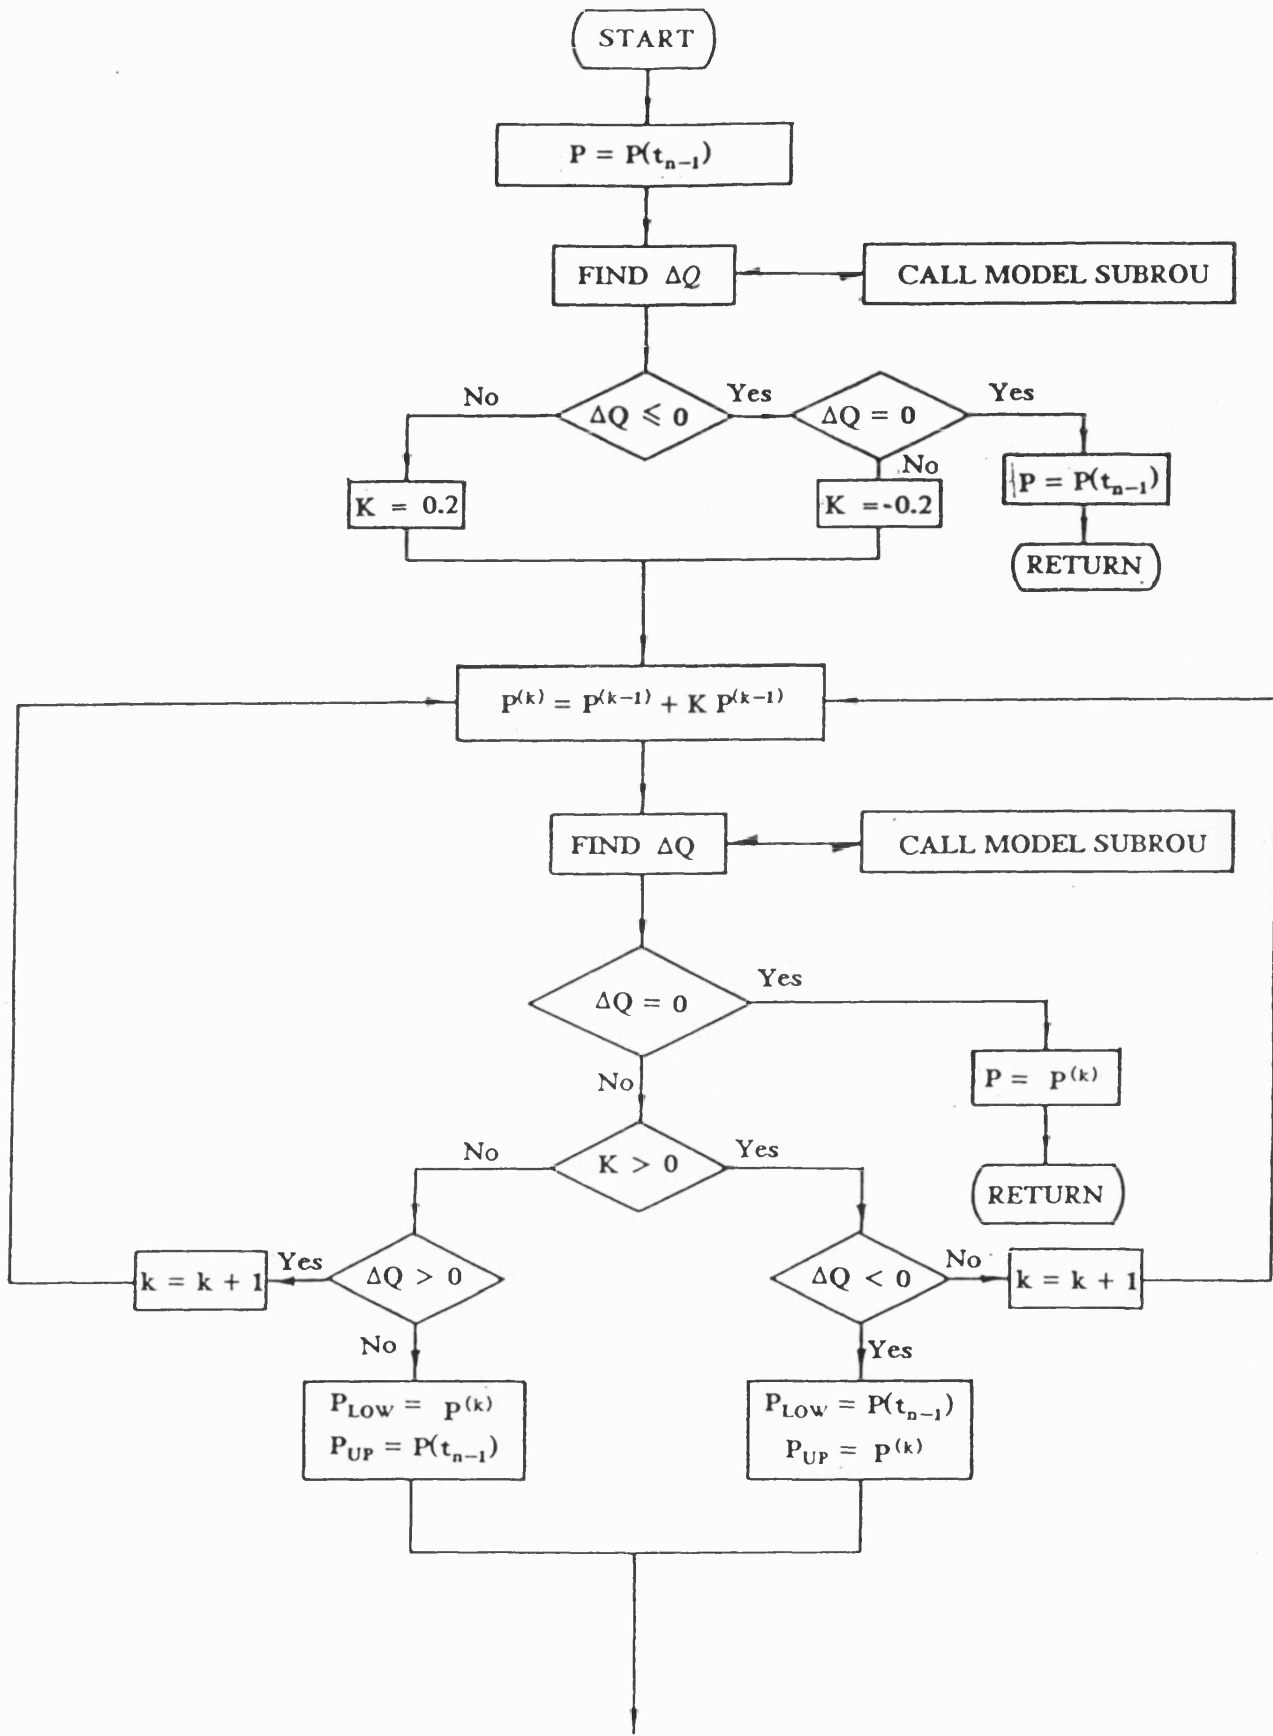 START
P = P(tn-1)
FIND ΔQ
CALL MODEL SUBROU
No
ΔQ ⩽ 0
Yes
ΔQ = 0
Yes
No
K = 0.2
K =-0.2
P = P(tn-1)
RETURN
P(k) = P(k-1) + K P(k-1)
FIND ΔQ
CALL MODEL SUBROU
ΔQ = 0
Yes
No
P = P(k)
No
K > 0
Yes
RETURN
k = k + 1
Yes
ΔQ > 0
ΔQ < 0
No
k = k + 1
No
Yes
PLOW = P(k)
PUP = P(tn-1)
PLOW = P(tn-1)
PUP = P(k)